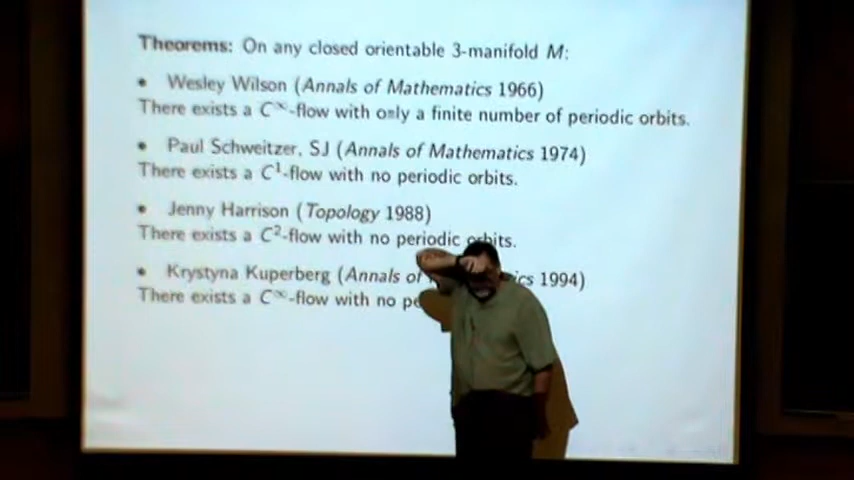 Theorems: On any closed orientable 3-manifold M:
• Wesley Wilson (Annals of Mathematics 1966)
There exists a C∞-flow with only a finite number of periodic orbits.
• Paul Schweitzer, SJ (Annals of Mathematics 1974)
There exists a C¹-flow with no periodic orbits.
• Jenny Harrison (Topology 1988)
There exists a C²-flow with no periodic orbits.
• Krystyna Kuperberg (Annals of ics 1994)
There exists a C∞-flow with no pe